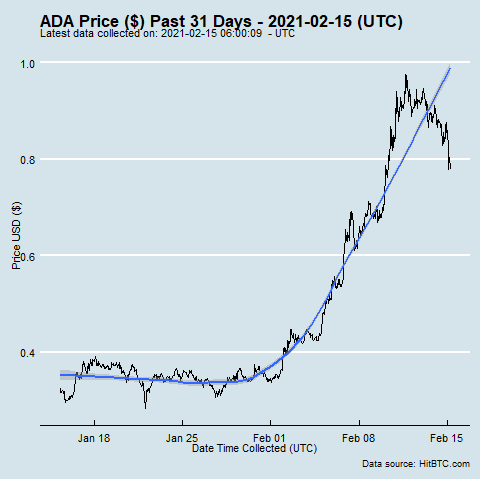 ADA Price ($) Past 31 Days - 2021-02-15 (UTC)
Latest data collected on: 2021-02-15 06:00:09 - UTC
1.0
0.8
0.6
0.4
Price USD ($)
Jan 18 Jan 25 Feb 01 Feb 08 Feb 15
Date Time Collected (UTC)
Data source: HitBTC.com